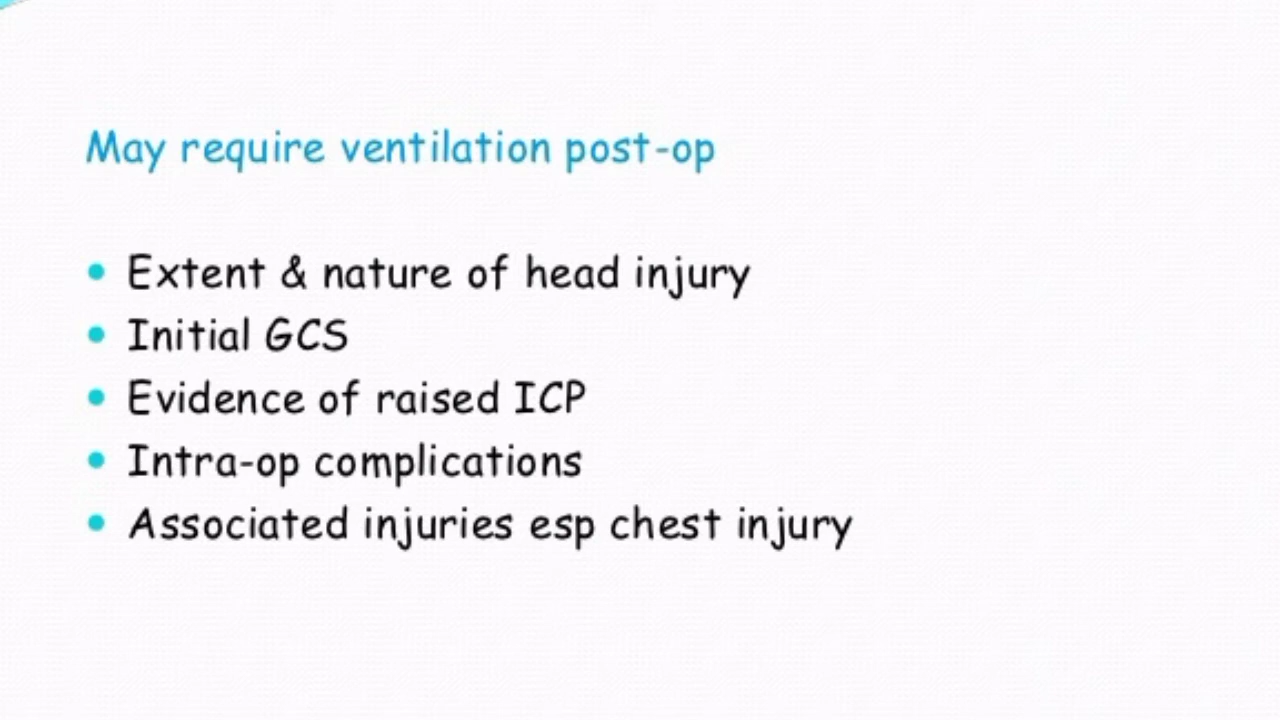 May require ventilation post-op
• Extent & nature of head injury
• Initial GCS
• Evidence of raised ICP
• Intra-op complications
• Associated injuries esp chest injury